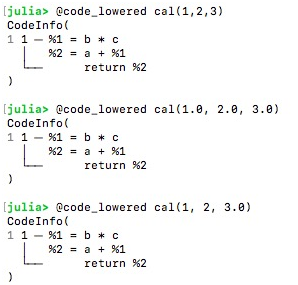 [julia> @code_lowered cal(1,2,3)
CodeInfo(
1 1 ─ %1 = b * c
  │   %2 = a + %1
  └──      return %2
)
[julia> @code_lowered cal(1.0, 2.0, 3.0)
CodeInfo(
1 1 ─ %1 = b * c
  │   %2 = a + %1
  └──      return %2
)
[julia> @code_lowered cal(1, 2, 3.0)
CodeInfo(
1 1 ─ %1 = b * c
  │   %2 = a + %1
  └──      return %2
)